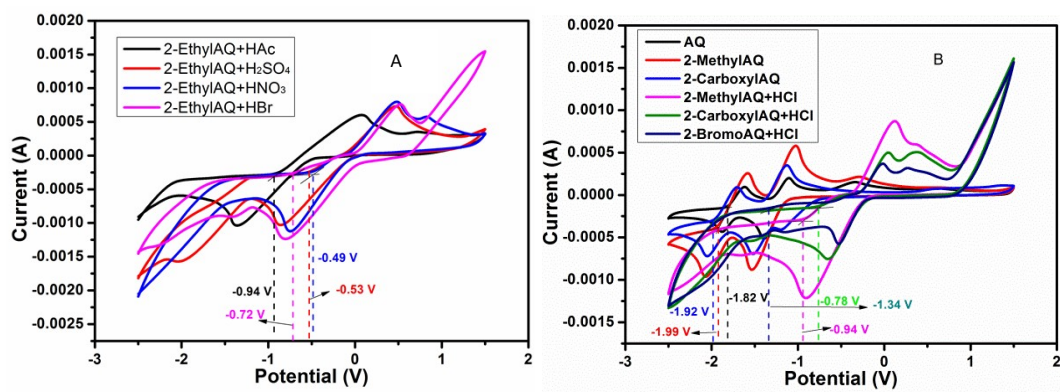 A
2-EthylAQ+HAc
2-EthylAQ+H₂SO₄
2-EthylAQ+HNO₃
2-EthylAQ+HBr
Current (A)
0.0020
0.0015
0.0010
0.0005
0.0000
-0.0005
-0.0010
-0.0015
-0.0020
-0.0025
-0.94 V
-0.72 V
-0.49 V
-0.53 V
-3
-2
-1
0
1
2
Potential (V)
B
AQ
2-MethylAQ
2-CarboxylAQ
2-MethylAQ+HCl
2-CarboxylAQ+HCl
2-BromoAQ+HCl
Current (A)
0.0020
0.0015
0.0010
0.0005
0.0000
-0.0005
-0.0010
-0.0015
-1.92 V
-1.99 V
-1.82 V
-0.78 V
-1.34 V
-0.94 V
-3
-2
-1
0
1
2
Potential (V)